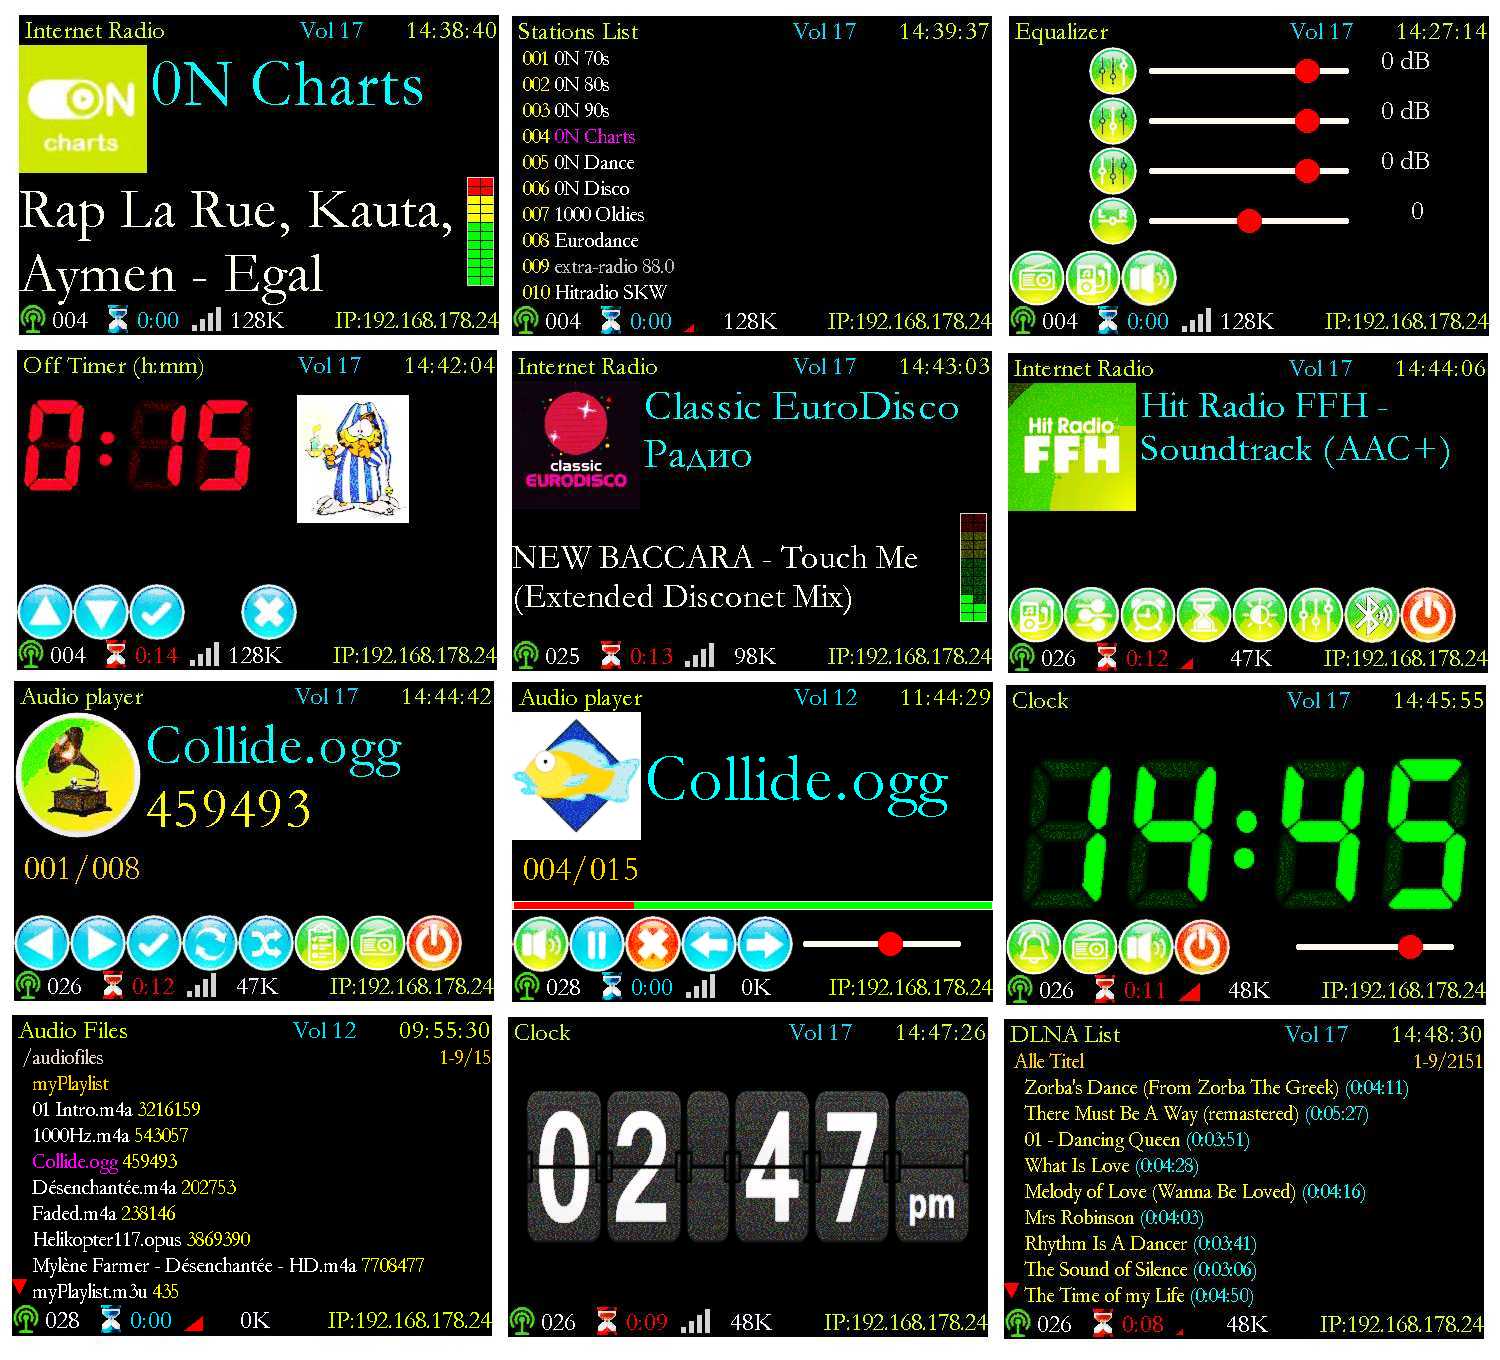 Internet Radio Vol 17 14:38:40
ON
charts
0N Charts
Rap La Rue, Kauta,
Aymen - Egal
004 0:00 128K IP:192.168.178.24
Stations List Vol 17 14:39:37
001 0N 70s
002 0N 80s
003 0N 90s
004 0N Charts
005 0N Dance
006 0N Disco
007 1000 Oldies
008 Eurodance
009 extra-radio 88.0
010 Hitradio SKW
004 0:00 128K IP:192.168.178.24
Equalizer Vol 17 14:27:14
0 dB
0 dB
0 dB
L R 0
004 0:00 128K IP:192.168.178.24
Off Timer (h:mm) Vol 17 14:42:04
0:15
004 0:14 128K IP:192.168.178.24
Internet Radio Vol 17 14:43:03
classic
EURODISCO
Classic EuroDisco
Радио
NEW BACCARA - Touch Me
(Extended Disconet Mix)
025 0:13 98K IP:192.168.178.24
Internet Radio Vol 17 14:44:06
Hit Radio
FFH
Hit Radio FFH -
Soundtrack (AAC+)
026 0:12 47K IP:192.168.178.24
Audio player Vol 17 14:44:42
Collide.ogg
459493
001/008
026 0:12 47K IP:192.168.178.24
Audio player Vol 12 11:44:29
Collide.ogg
004/015
028 0:00 0K IP:192.168.178.24
Clock Vol 17 14:45:55
14:45
026 0:11 48K IP:192.168.178.24
Audio Files Vol 12 09:55:30
/audiofiles 1-9/15
myPlaylist
01 Intro.m4a 3216159
1000Hz.m4a 543057
Collide.ogg 459493
Désenchantée.m4a 202753
Faded.m4a 238146
Helikopter117.opus 3869390
Mylène Farmer - Désenchantée - HD.m4a 7708477
myPlaylist.m3u 435
028 0:00 0K IP:192.168.178.24
Clock Vol 17 14:47:26
02 47 pm
026 0:09 48K IP:192.168.178.24
DLNA List Vol 17 14:48:30
Alle Titel 1-9/2151
Zorba's Dance (From Zorba The Greek) (0:04:11)
There Must Be A Way (remastered) (0:05:27)
01 - Dancing Queen (0:03:51)
What Is Love (0:04:28)
Melody of Love (Wanna Be Loved) (0:04:16)
Mrs Robinson (0:04:03)
Rhythm Is A Dancer (0:03:41)
The Sound of Silence (0:03:06)
The Time of my Life (0:04:50)
026 0:08 48K IP:192.168.178.24